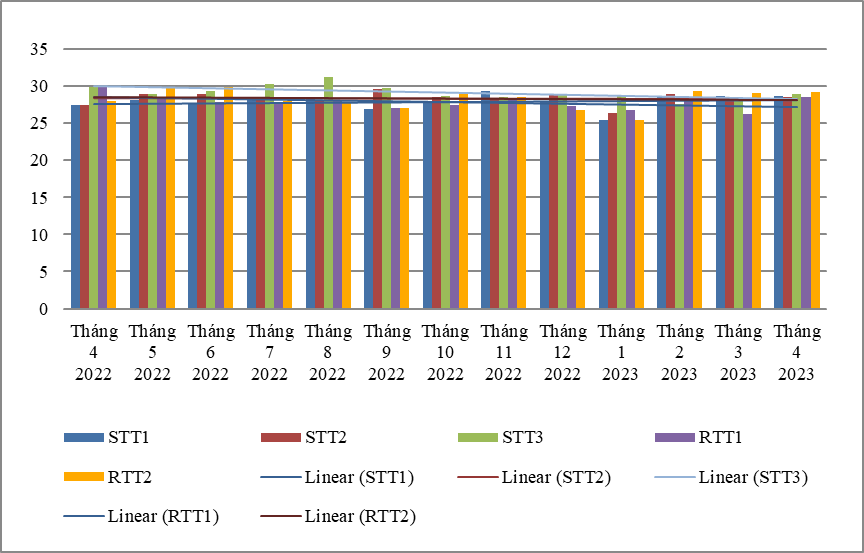 35
30
25
20
15
10
5
0
Tháng Tháng Tháng Tháng Tháng Tháng Tháng Tháng Tháng Tháng Tháng Tháng Tháng
4 5 6 7 8 9 10 11 12 1 2 3 4
2022 2022 2022 2022 2022 2022 2022 2022 2022 2023 2023 2023 2023
STT1 STT2 STT3 RTT1
RTT2 Linear (STT1) Linear (STT2) Linear (STT3)
Linear (RTT1) Linear (RTT2)